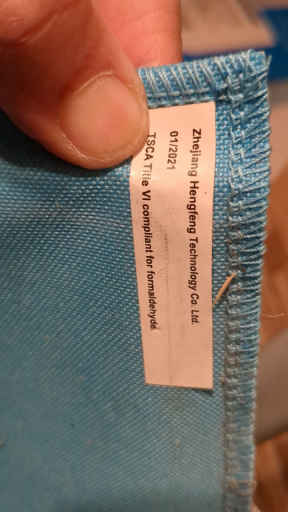 Zhejiang Hengfeng Technology Co. Ltd.
01/2021
TSCA Title VI compliant for formaldehyde